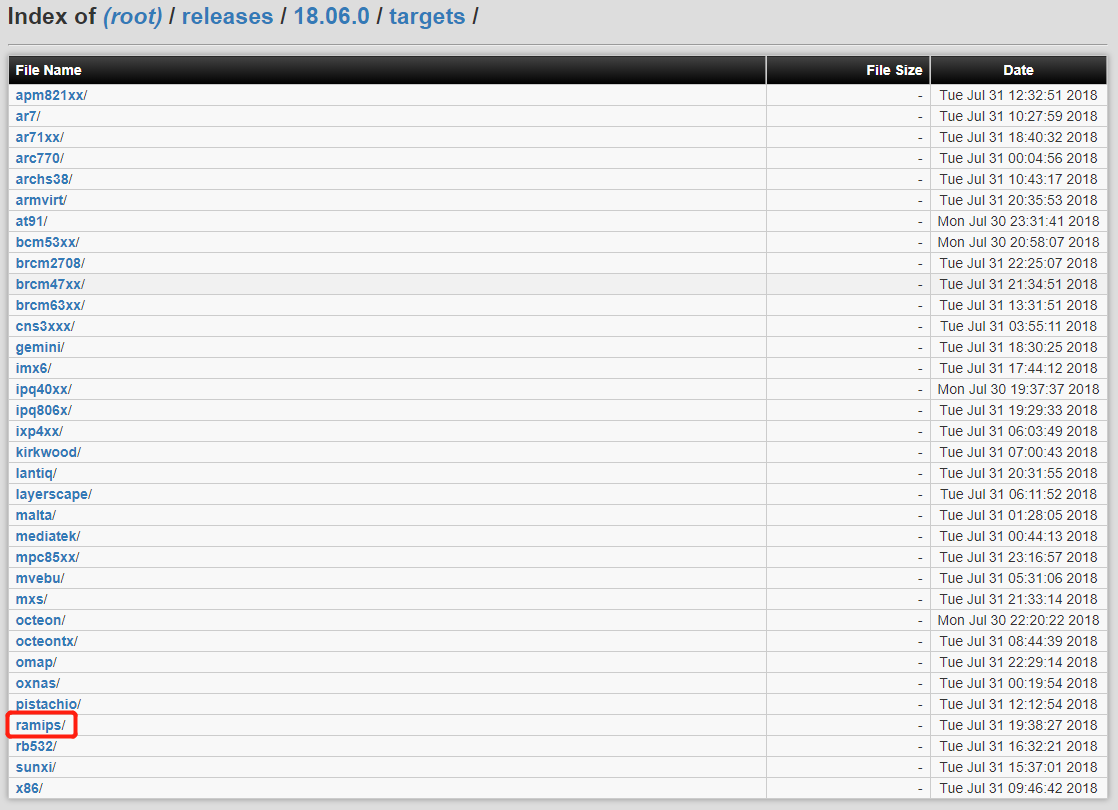 Index of (root) / releases / 18.06.0 / targets /
File Name File Size Date
apm821xx/ - Tue Jul 31 12:32:51 2018
ar7/ - Tue Jul 31 10:27:59 2018
ar71xx/ - Tue Jul 31 18:40:32 2018
arc770/ - Tue Jul 31 00:04:56 2018
archs38/ - Tue Jul 31 10:43:17 2018
armvirt/ - Tue Jul 31 20:35:53 2018
at91/ - Mon Jul 30 23:31:41 2018
bcm53xx/ - Mon Jul 30 20:58:07 2018
brcm2708/ - Tue Jul 31 22:25:07 2018
brcm47xx/ - Tue Jul 31 21:34:51 2018
brcm63xx/ - Tue Jul 31 13:31:51 2018
cns3xxx/ - Tue Jul 31 03:55:11 2018
gemini/ - Tue Jul 31 18:30:25 2018
imx6/ - Tue Jul 31 17:44:12 2018
ipq40xx/ - Mon Jul 30 19:37:37 2018
ipq806x/ - Tue Jul 31 19:29:33 2018
ixp4xx/ - Tue Jul 31 06:03:49 2018
kirkwood/ - Tue Jul 31 07:00:43 2018
lantiq/ - Tue Jul 31 20:31:55 2018
layerscape/ - Tue Jul 31 06:11:52 2018
malta/ - Tue Jul 31 01:28:05 2018
mediatek/ - Tue Jul 31 00:44:13 2018
mpc85xx/ - Tue Jul 31 23:16:57 2018
mvebu/ - Tue Jul 31 05:31:06 2018
mxs/ - Tue Jul 31 21:33:14 2018
octeon/ - Mon Jul 30 22:20:22 2018
octeontx/ - Tue Jul 31 08:44:39 2018
omap/ - Tue Jul 31 22:29:14 2018
oxnas/ - Tue Jul 31 00:19:54 2018
pistachio/ - Tue Jul 31 12:12:54 2018
ramips/ - Tue Jul 31 19:38:27 2018
rb532/ - Tue Jul 31 16:32:21 2018
sunxi/ - Tue Jul 31 15:37:01 2018
x86/ - Tue Jul 31 09:46:42 2018